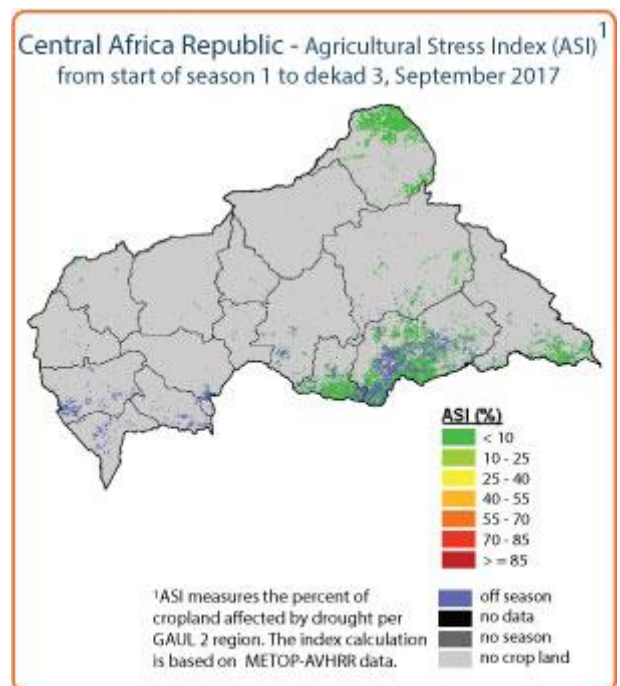 Central Africa Republic - Agricultural Stress Index (ASI)1
from start of season 1 to dekad 3, September 2017
ASI (%)
< 10
10 - 25
25 - 40
40 - 55
55 - 70
70 - 85
> = 85
off season
no data
no season
no crop land
1ASI measures the percent of
cropland affected by drought per
GAUL 2 region. The index calculation
is based on METOP-AVHRR data.